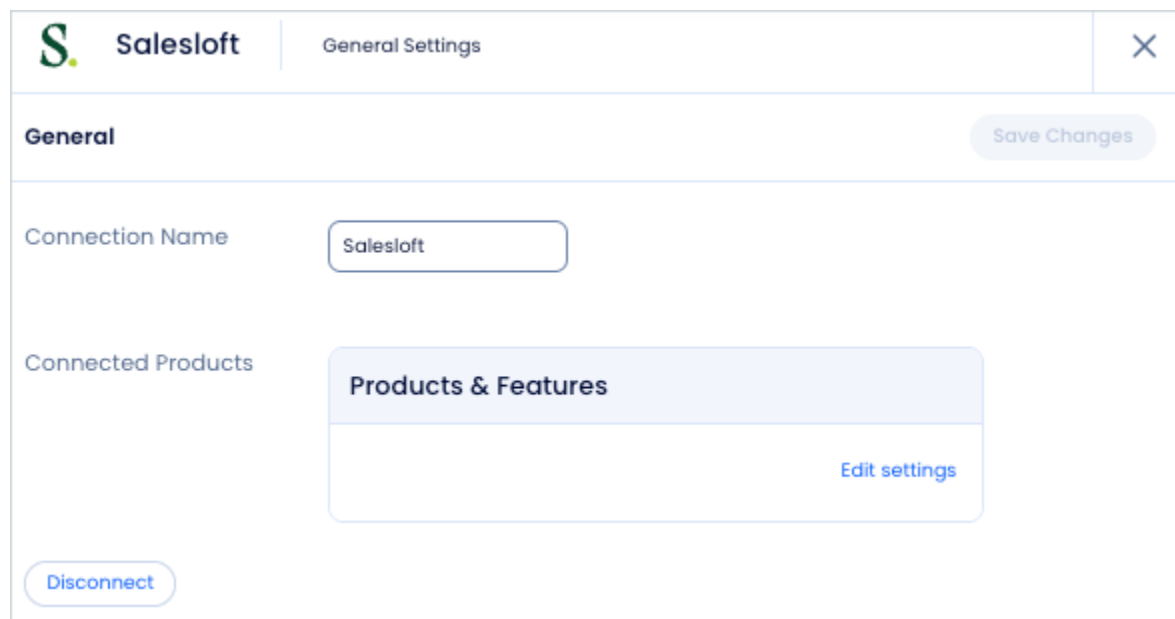 S. Salesloft General Settings
General Save Changes
Connection Name Salesloft
Connected Products
Products & Features
Edit settings
Disconnect